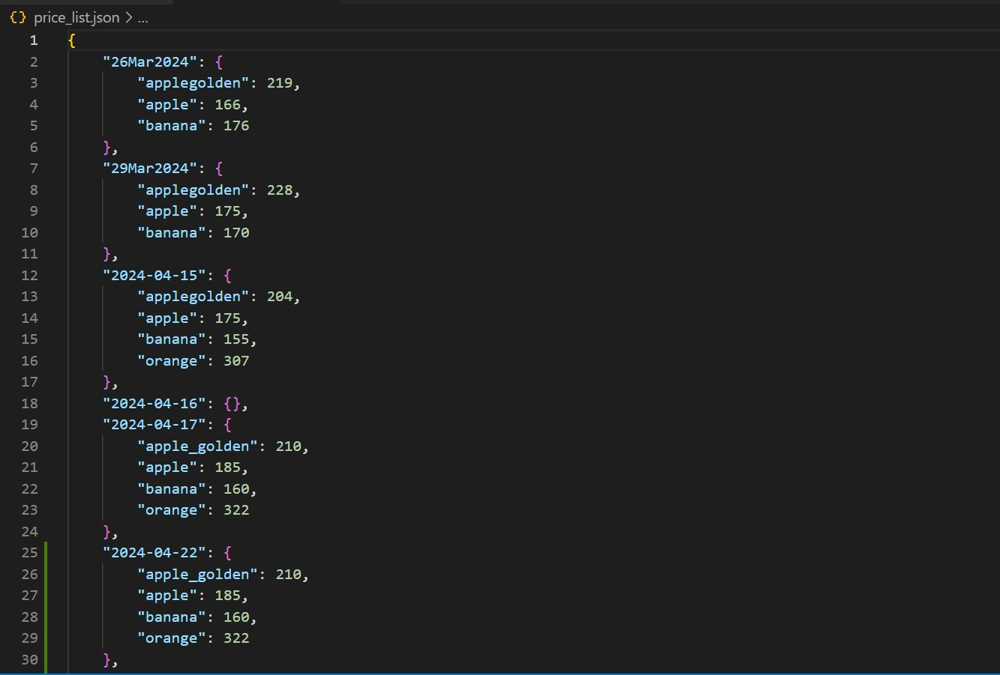 {} price_list.json > ...
1 {
2 "26Mar2024": {
3 "applegolden": 219,
4 "apple": 166,
5 "banana": 176
6 },
7 "29Mar2024": {
8 "applegolden": 228,
9 "apple": 175,
10 "banana": 170
11 },
12 "2024-04-15": {
13 "applegolden": 204,
14 "apple": 175,
15 "banana": 155,
16 "orange": 307
17 },
18 "2024-04-16": {},
19 "2024-04-17": {
20 "apple_golden": 210,
21 "apple": 185,
22 "banana": 160,
23 "orange": 322
24 },
25 "2024-04-22": {
26 "apple_golden": 210,
27 "apple": 185,
28 "banana": 160,
29 "orange": 322
30 },